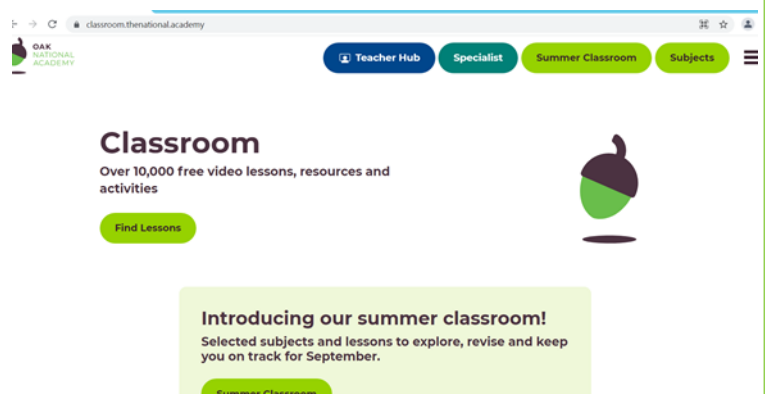 classroom.thenational.academy
OAK
NATIONAL
ACADEMY
Teacher Hub
Specialist
Summer Classroom
Subjects
Classroom
Over 10,000 free video lessons, resources and
activities
Find Lessons
Introducing our summer classroom!
Selected subjects and lessons to explore, revise and keep
you on track for September.
Summer Classroom